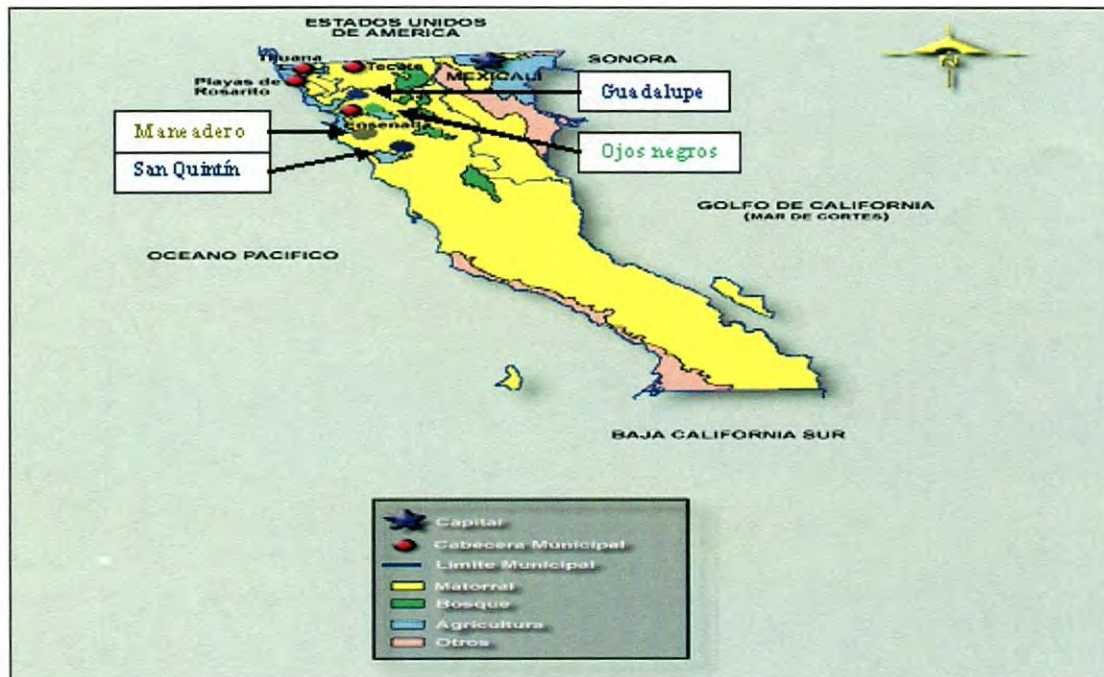 ESTADOS UNIDOS
DE AMERICA
SONORA
Tijuana
Tecate
MEXICALI
Playas de
Rosarito
Guadalupe
Maneadero
Ensenada
Ojos negros
San Quintín
GOLFO DE CALIFORNIA
(MAR DE CORTES)
OCEANO PACIFICO
BAJA CALIFORNIA SUR
Capital
Cabecera Municipal
Limite Municipal
Matorral
Bosque
Agricultura
Otros